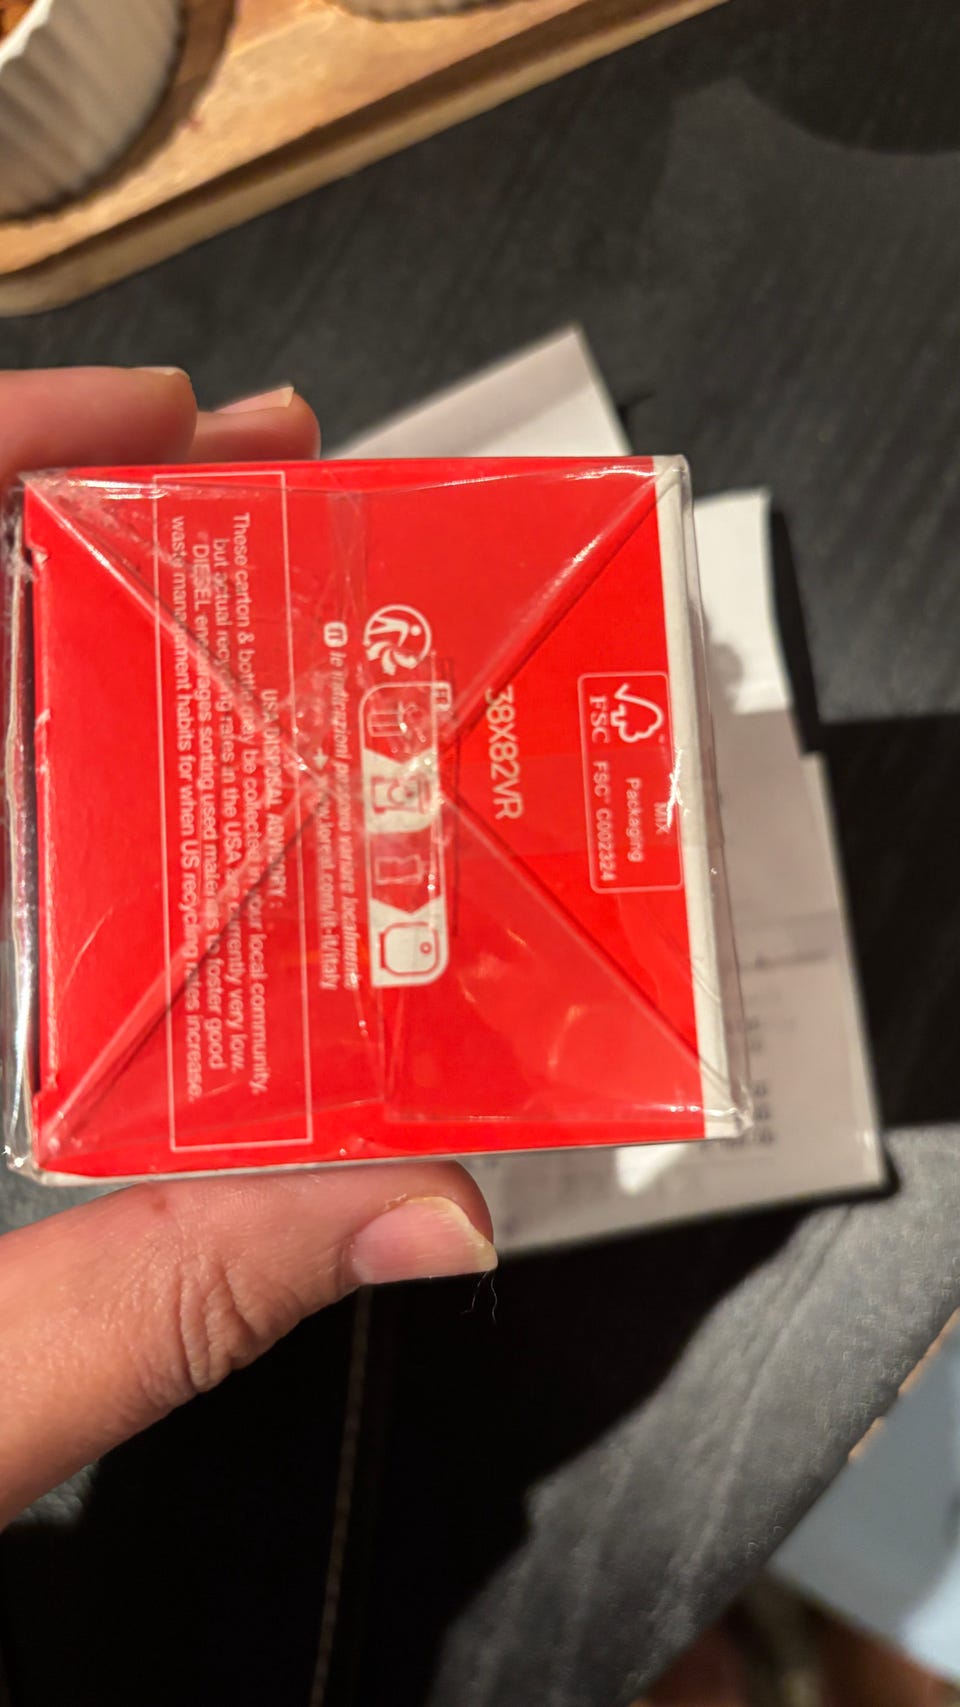 MIX
Packaging
FSC™ FSC® C002324
38X82VR
FR
IT le indicazioni possono variare localmente
www.loreal.com/it-it/italy
USA DISPOSAL ADVISORY :
These carton & bottle may be collected in your local community,
but actual recycling rates in the USA are currently very low.
DIESEL encourages sorting used materials to foster good
waste management habits for when US recycling rates increase.